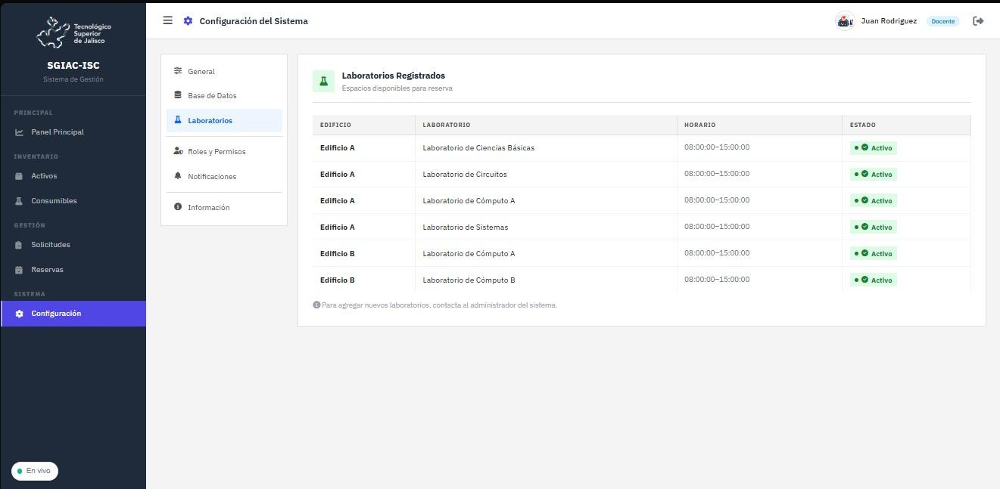 Tecnológico
Superior
de Jalisco
SGIAC-ISC
Sistema de Gestión
PRINCIPAL
Panel Principal
INVENTARIO
Activos
Consumibles
GESTIÓN
Solicitudes
Reservas
SISTEMA
Configuración
En vivo
Configuración del Sistema
Juan Rodriguez
Docente
General
Base de Datos
Laboratorios
Roles y Permisos
Notificaciones
Información
Laboratorios Registrados
Espacios disponibles para reserva
EDIFICIO LABORATORIO HORARIO ESTADO
Edificio A Laboratorio de Ciencias Básicas 08:00:00–15:00:00 Activo
Edificio A Laboratorio de Circuitos 08:00:00–15:00:00 Activo
Edificio A Laboratorio de Cómputo A 08:00:00–15:00:00 Activo
Edificio A Laboratorio de Sistemas 08:00:00–15:00:00 Activo
Edificio B Laboratorio de Cómputo A 08:00:00–15:00:00 Activo
Edificio B Laboratorio de Cómputo B 08:00:00–15:00:00 Activo
Para agregar nuevos laboratorios, contacta al administrador del sistema.